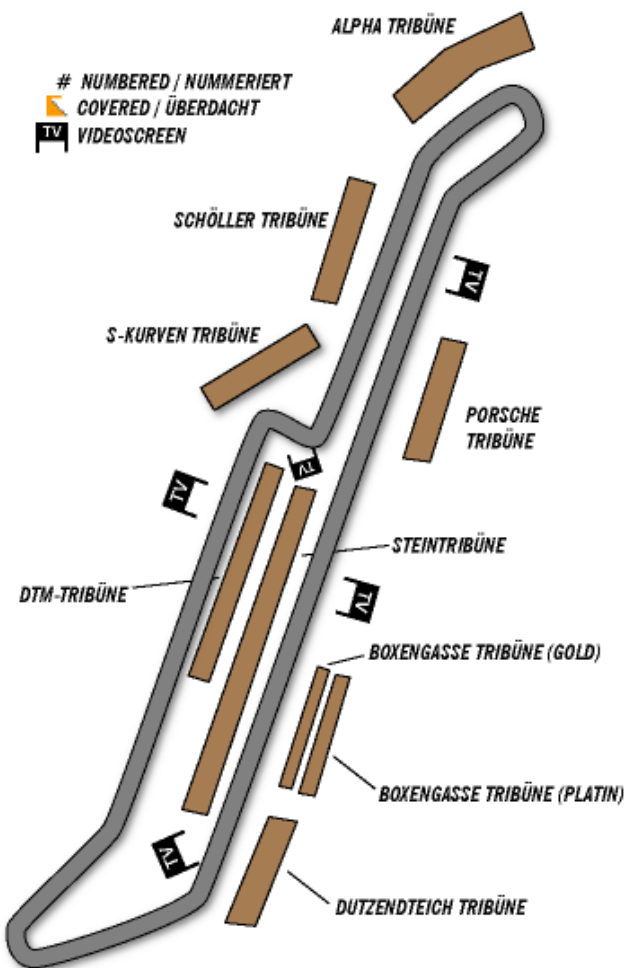 ALPHA TRIBÜNE
# NUMBERED / NUMMERIERT
COVERED / ÜBERDACHT
TV VIDEOSCREEN
SCHÖLLER TRIBÜNE
TV
S-KURVEN TRIBÜNE
PORSCHE
TRIBÜNE
TV
TV
STEINTRIBÜNE
DTM-TRIBÜNE
TV
BOXENGASSE TRIBÜNE (GOLD)
BOXENGASSE TRIBÜNE (PLATIN)
TV
DUTZENDTEICH TRIBÜNE